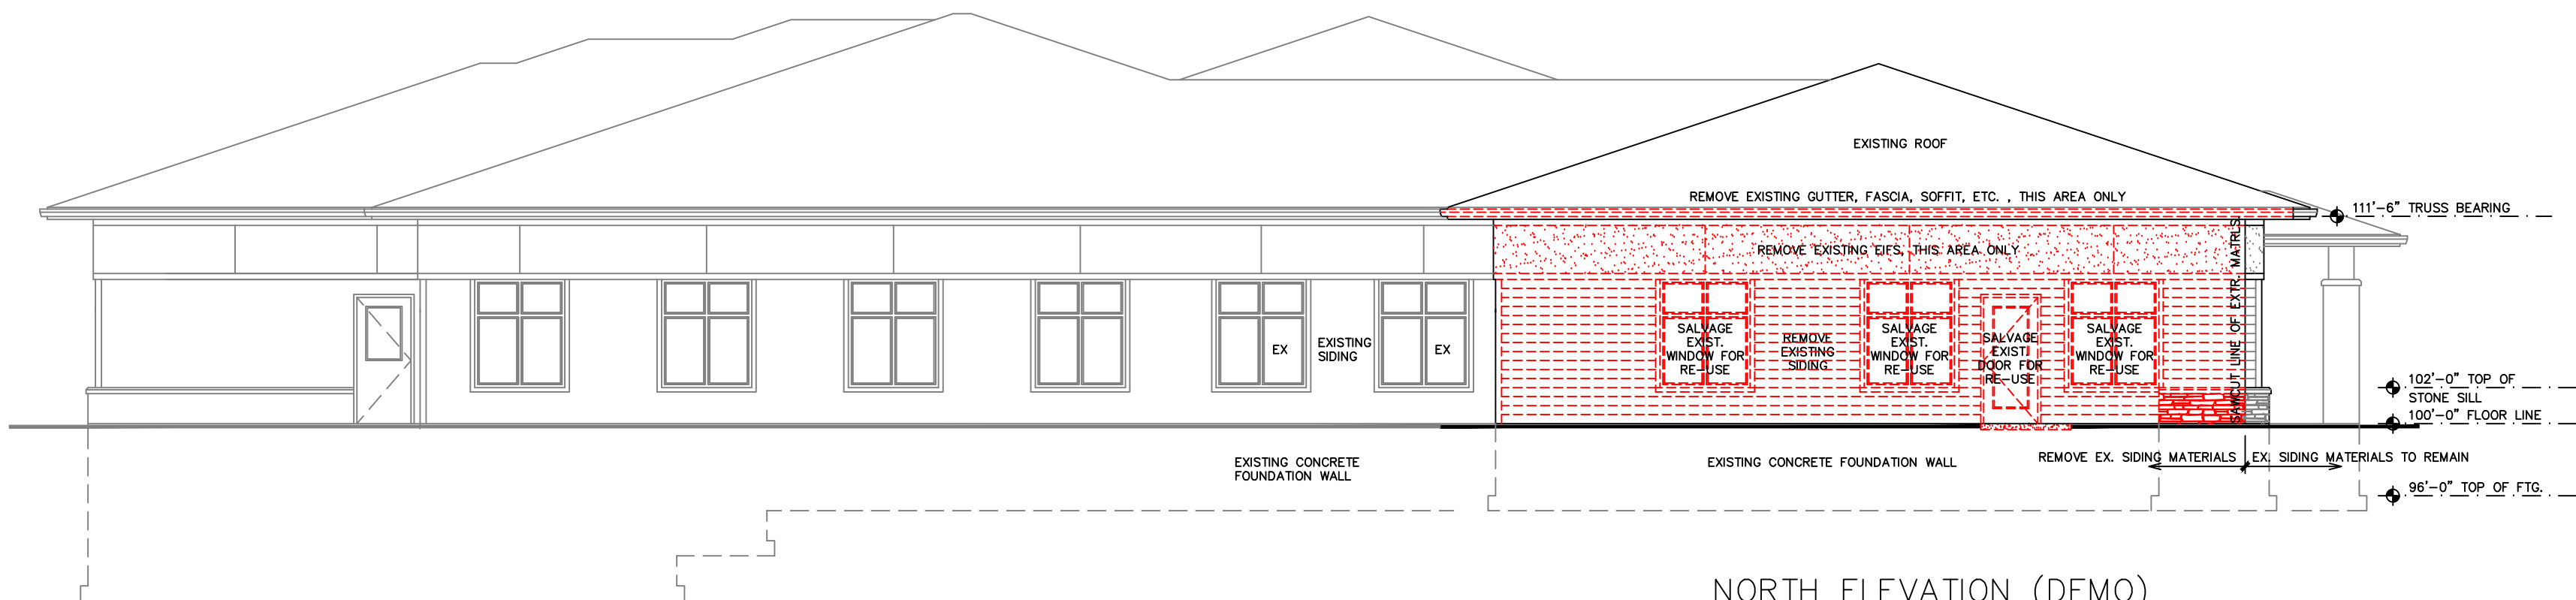 EXISTING ROOF
REMOVE EXISTING GUTTER, FASCIA, SOFFIT, ETC. , THIS AREA ONLY
111'-6" TRUSS BEARING
REMOVE EXISTING EIFS, THIS AREA ONLY
SAWCUT LINE OF EXTR. MATRLS.
EX
EXISTING
SIDING
EX
SALVAGE
EXIST.
WINDOW FOR
RE-USE
REMOVE
EXISTING
SIDING
SALVAGE
EXIST.
WINDOW FOR
RE-USE
SALVAGE
EXIST.
DOOR FOR
RE-USE
SALVAGE
EXIST.
WINDOW FOR
RE-USE
102'-0" TOP OF
STONE SILL
100'-0" FLOOR LINE
EXISTING CONCRETE
FOUNDATION WALL
EXISTING CONCRETE FOUNDATION WALL
REMOVE EX. SIDING MATERIALS
EX. SIDING MATERIALS TO REMAIN
96'-0" TOP OF FTG.
NORTH ELEVATION (DEMO)